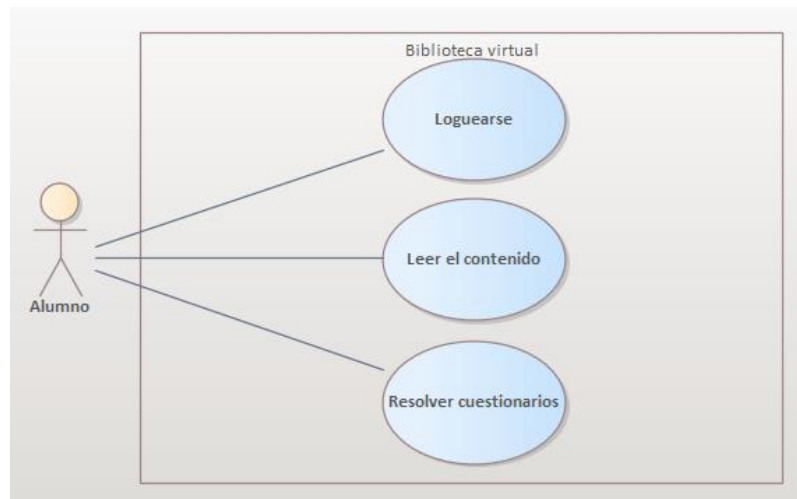 Biblioteca virtual
Loguearse
Leer el contenido
Alumno
Resolver cuestionarios